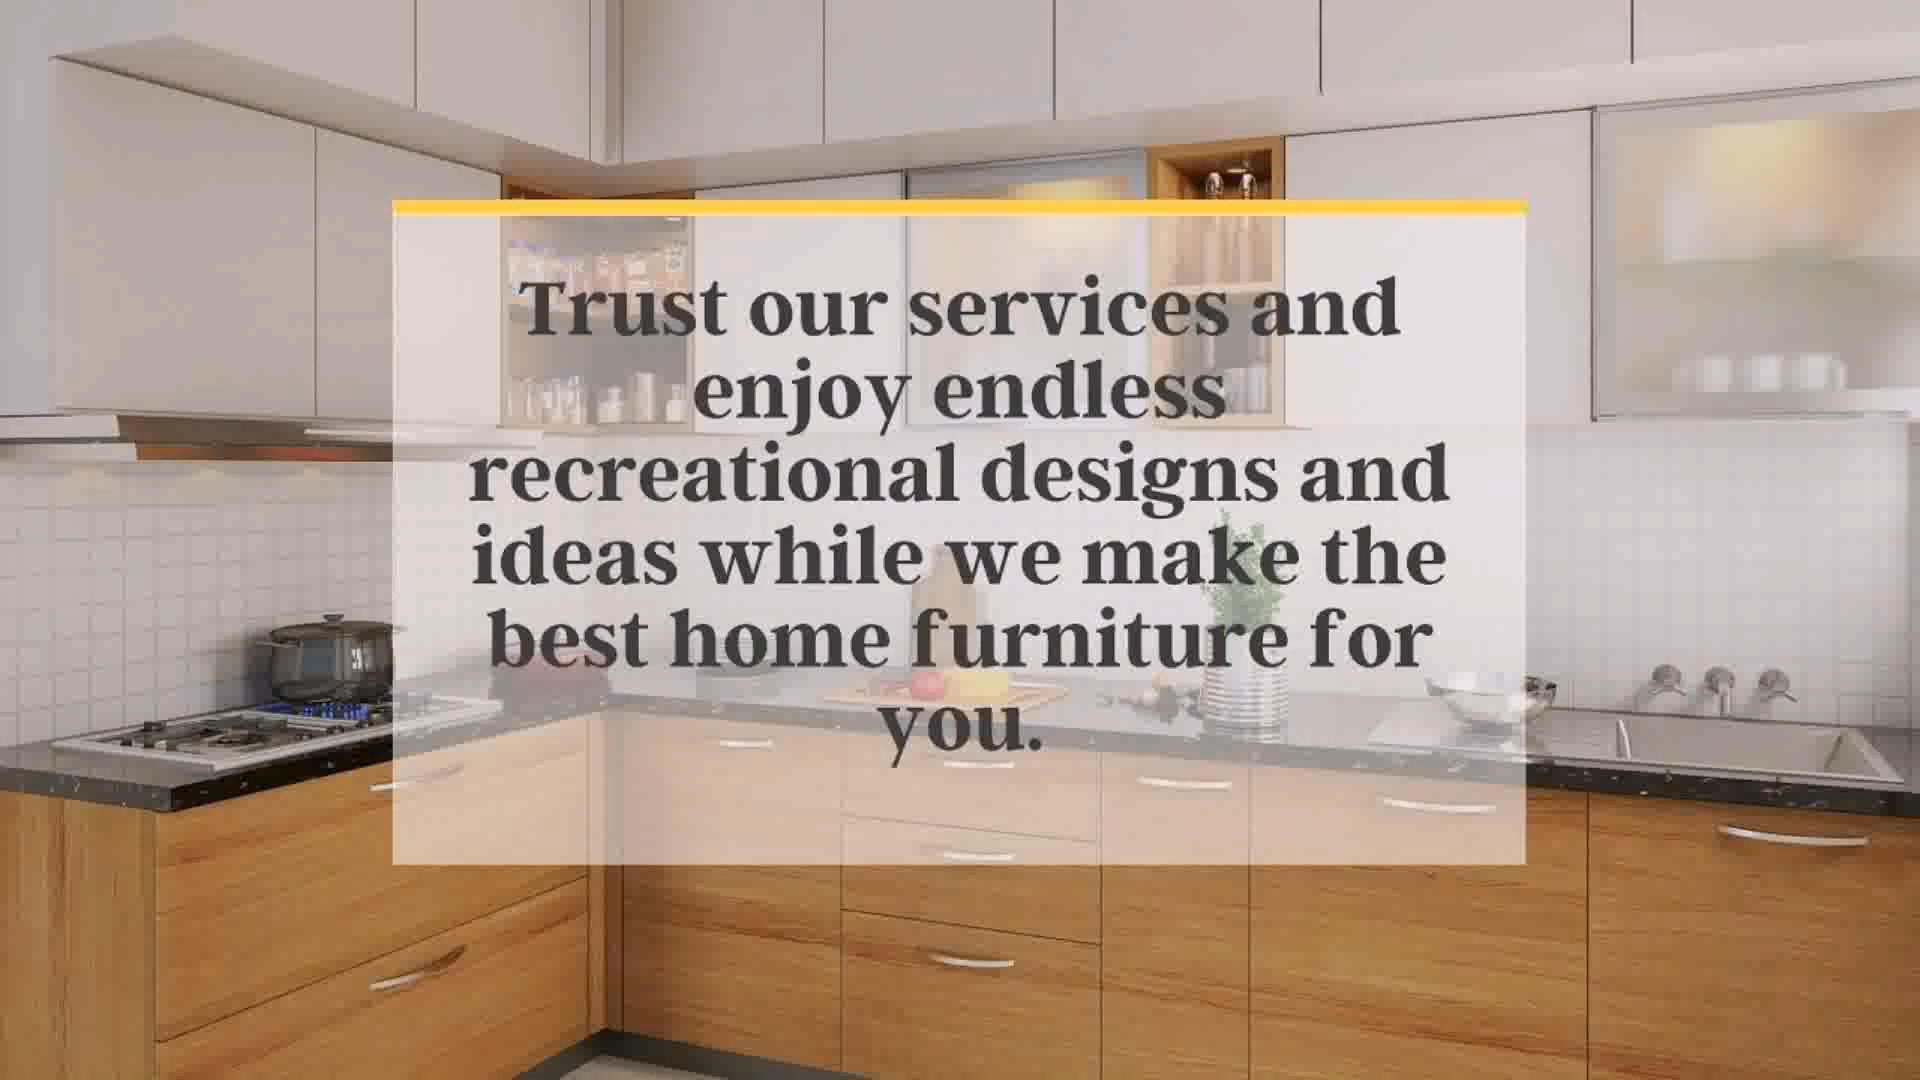 Trust our services and
enjoy endless
recreational designs and
ideas while we make the
best home furniture for
you.